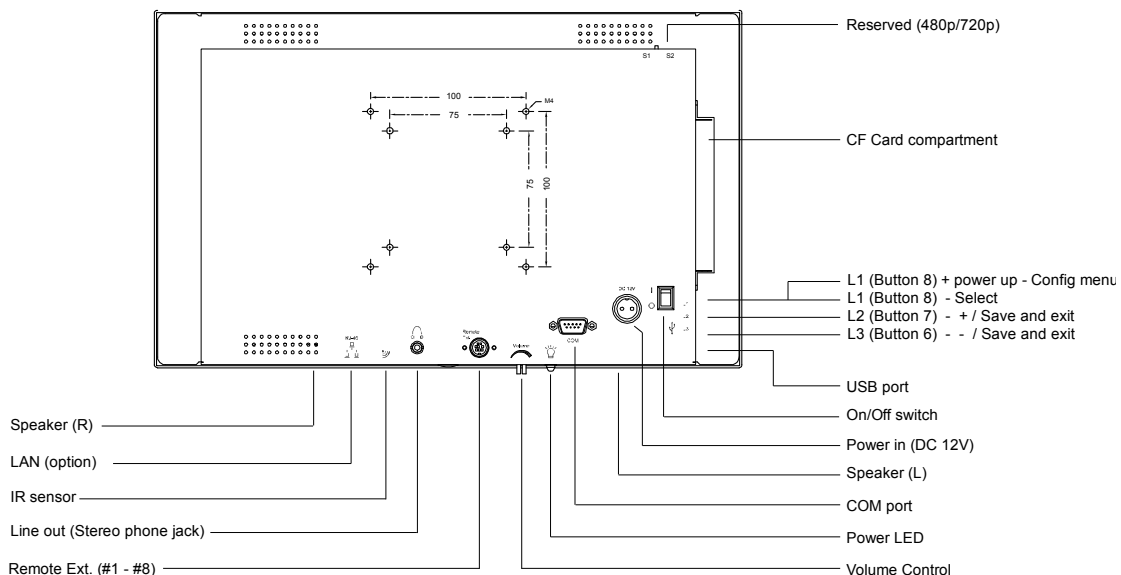 Reserved (480p/720p)
S1 S2
100
M4
75
CF Card compartment
75
100
L1 (Button 8) + power up - Config menu
DC 12V
L1 (Button 8) - Select
L2 (Button 7) - + / Save and exit
L3 (Button 6) - - / Save and exit
RJ-45
Remote
Volume
COM
USB port
On/Off switch
Speaker (R)
Power in (DC 12V)
LAN (option)
Speaker (L)
IR sensor
COM port
Line out (Stereo phone jack)
Power LED
Remote Ext. (#1 - #8)
Volume Control